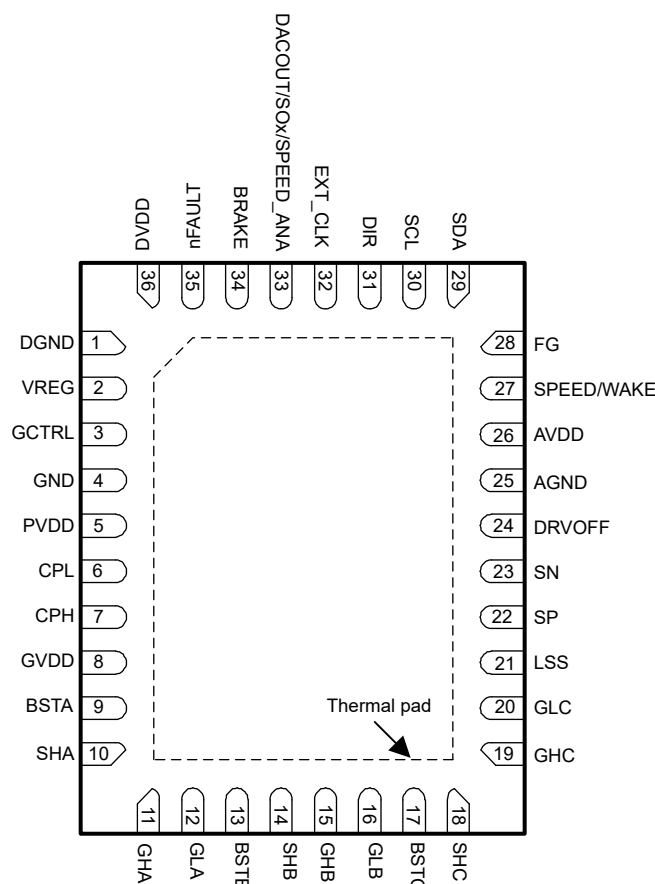 DVDD
nFAULT
BRAKE
DACOUT/SOx/SPEED_ANA
EXT_CLK
DIR
SCL
SDA
36
35
34
33
32
31
30
29
DGND 1
VREG 2
GCTRL 3
GND 4
PVDD 5
CPL 6
CPH 7
GVDD 8
BSTA 9
SHA 10
28 FG
27 SPEED/WAKE
26 AVDD
25 AGND
24 DRVOFF
23 SN
22 SP
21 LSS
20 GLC
19 GHC
Thermal pad
11
12
13
14
15
16
17
18
GHA
GLA
BSTB
SHB
GHB
GLB
BSTC
SHC